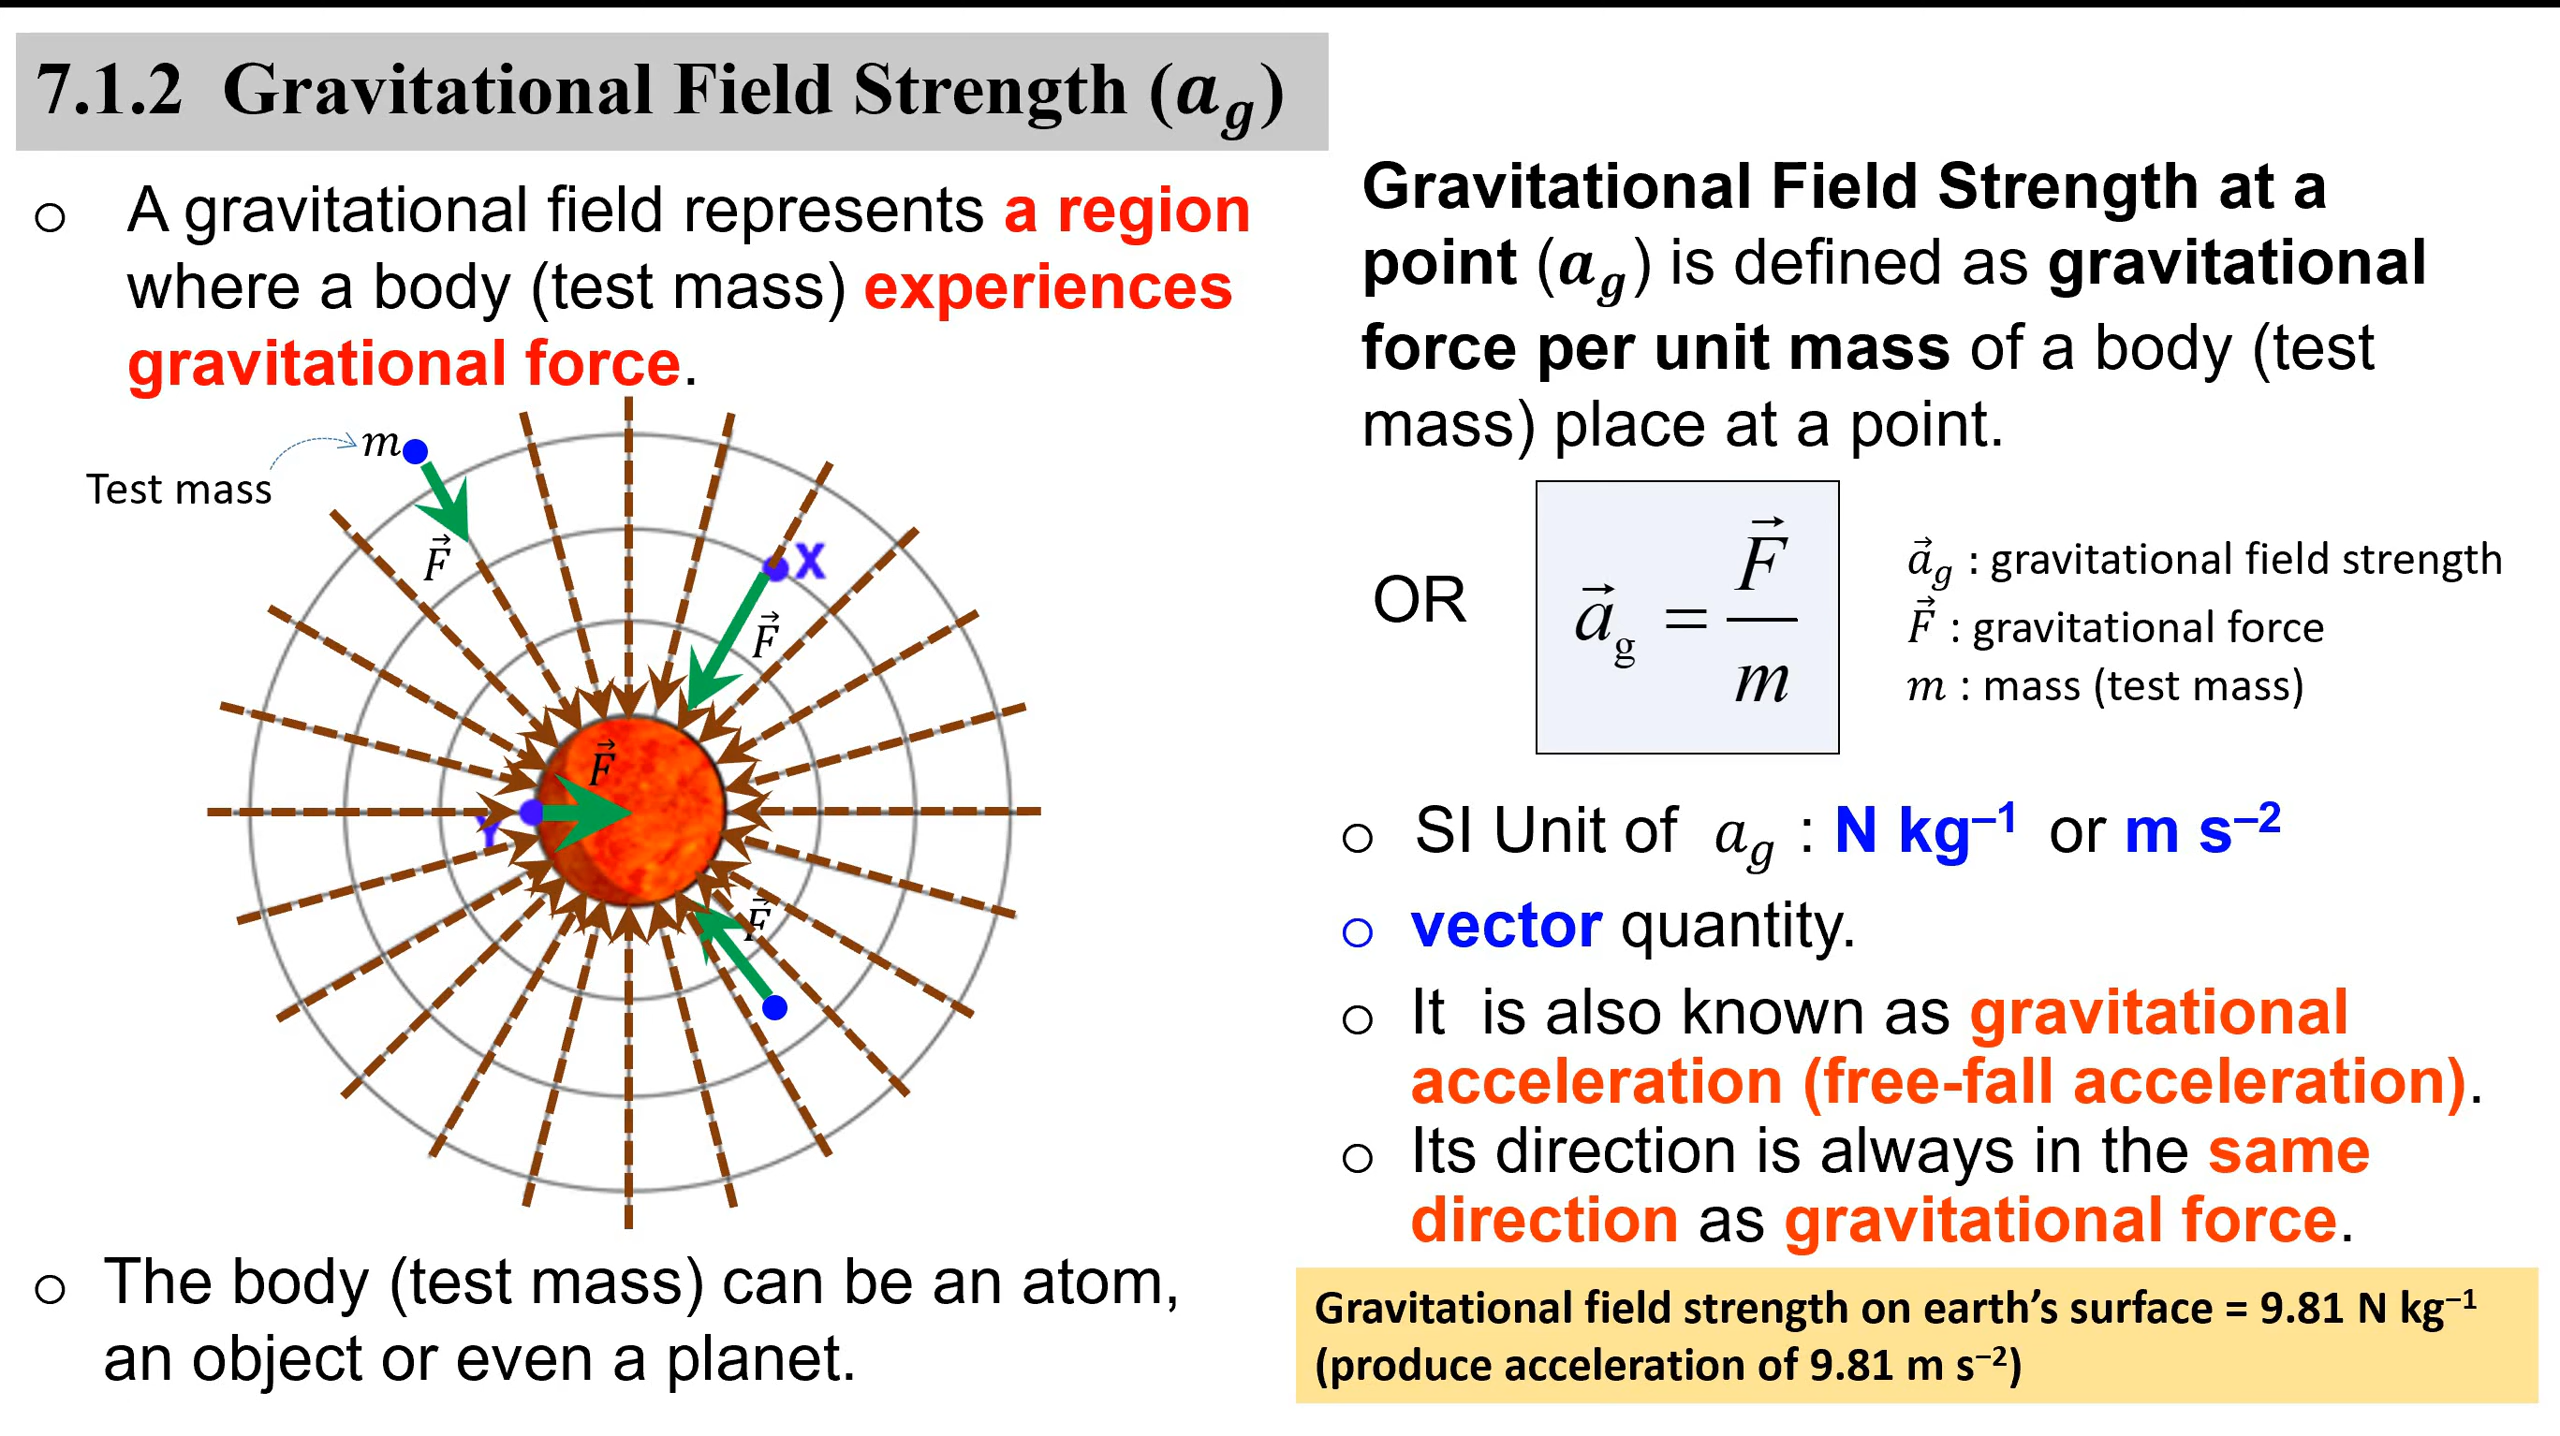 7.1.2 Gravitational Field Strength (a_g)
○ A gravitational field represents a region
where a body (test mass) experiences
gravitational force.
m
Test mass
F⃗
X
F⃗
F⃗
Y
F⃗
○ The body (test mass) can be an atom,
an object or even a planet.
Gravitational Field Strength at a
point (a_g) is defined as gravitational
force per unit mass of a body (test
mass) place at a point.
OR
a⃗_g = F⃗ / m
a⃗_g : gravitational field strength
F⃗ : gravitational force
m : mass (test mass)
○ SI Unit of a_g : N kg⁻¹ or m s⁻²
○ vector quantity.
○ It is also known as gravitational
acceleration (free-fall acceleration).
○ Its direction is always in the same
direction as gravitational force.
Gravitational field strength on earth’s surface = 9.81 N kg⁻¹
(produce acceleration of 9.81 m s⁻²)